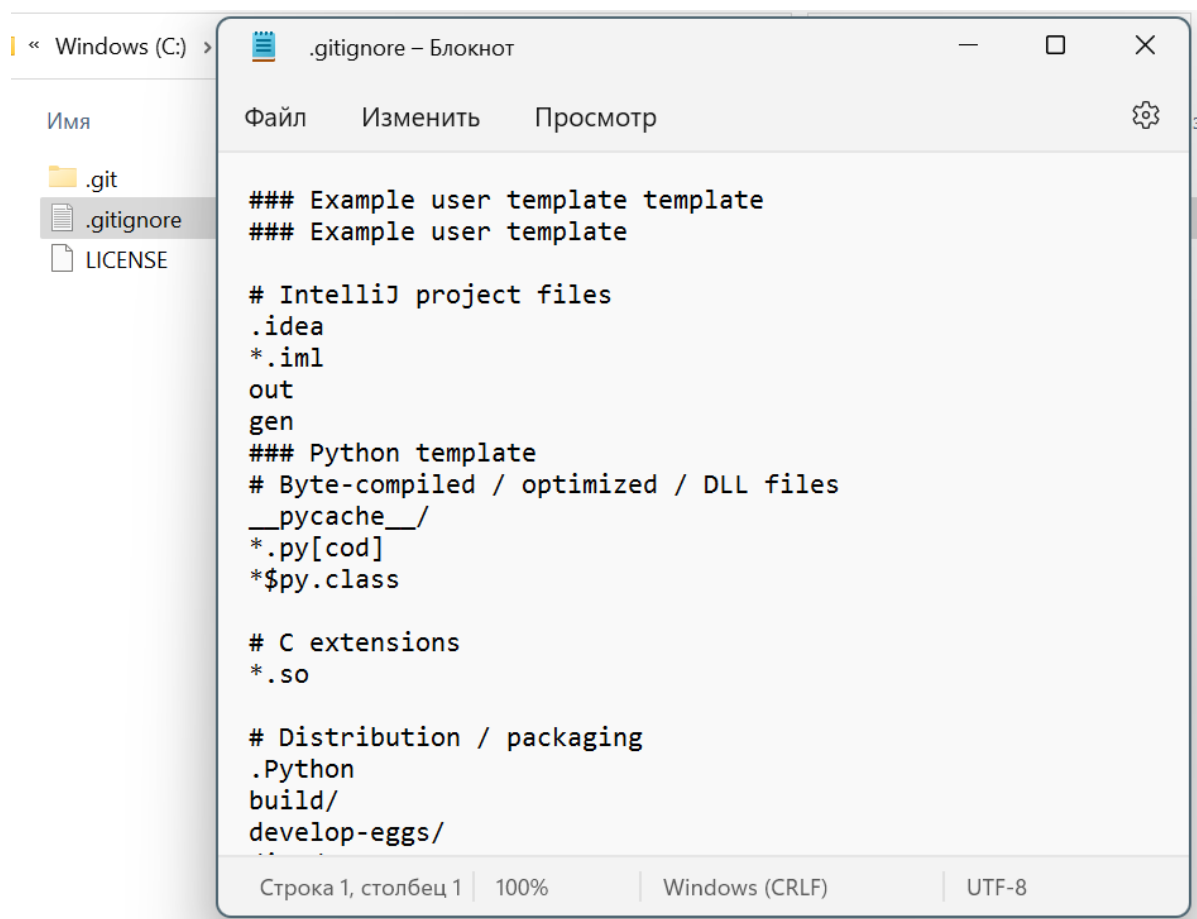 « Windows (C:) ›
.gitignore – Блокнот
Файл Изменить Просмотр
Имя
.git
.gitignore
LICENSE
### Example user template template
### Example user template
# IntelliJ project files
.idea
*.iml
out
gen
### Python template
# Byte-compiled / optimized / DLL files
__pycache__/
*.py[cod]
*$py.class
# C extensions
*.so
# Distribution / packaging
.Python
build/
develop-eggs/
Строка 1, столбец 1 100% Windows (CRLF) UTF-8